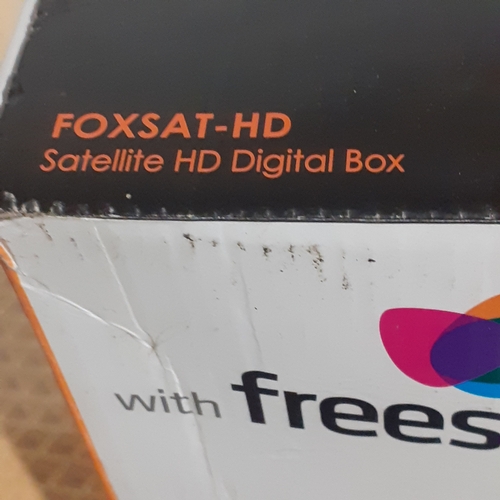 FOXSAT-HD
Satellite HD Digital Box
with frees